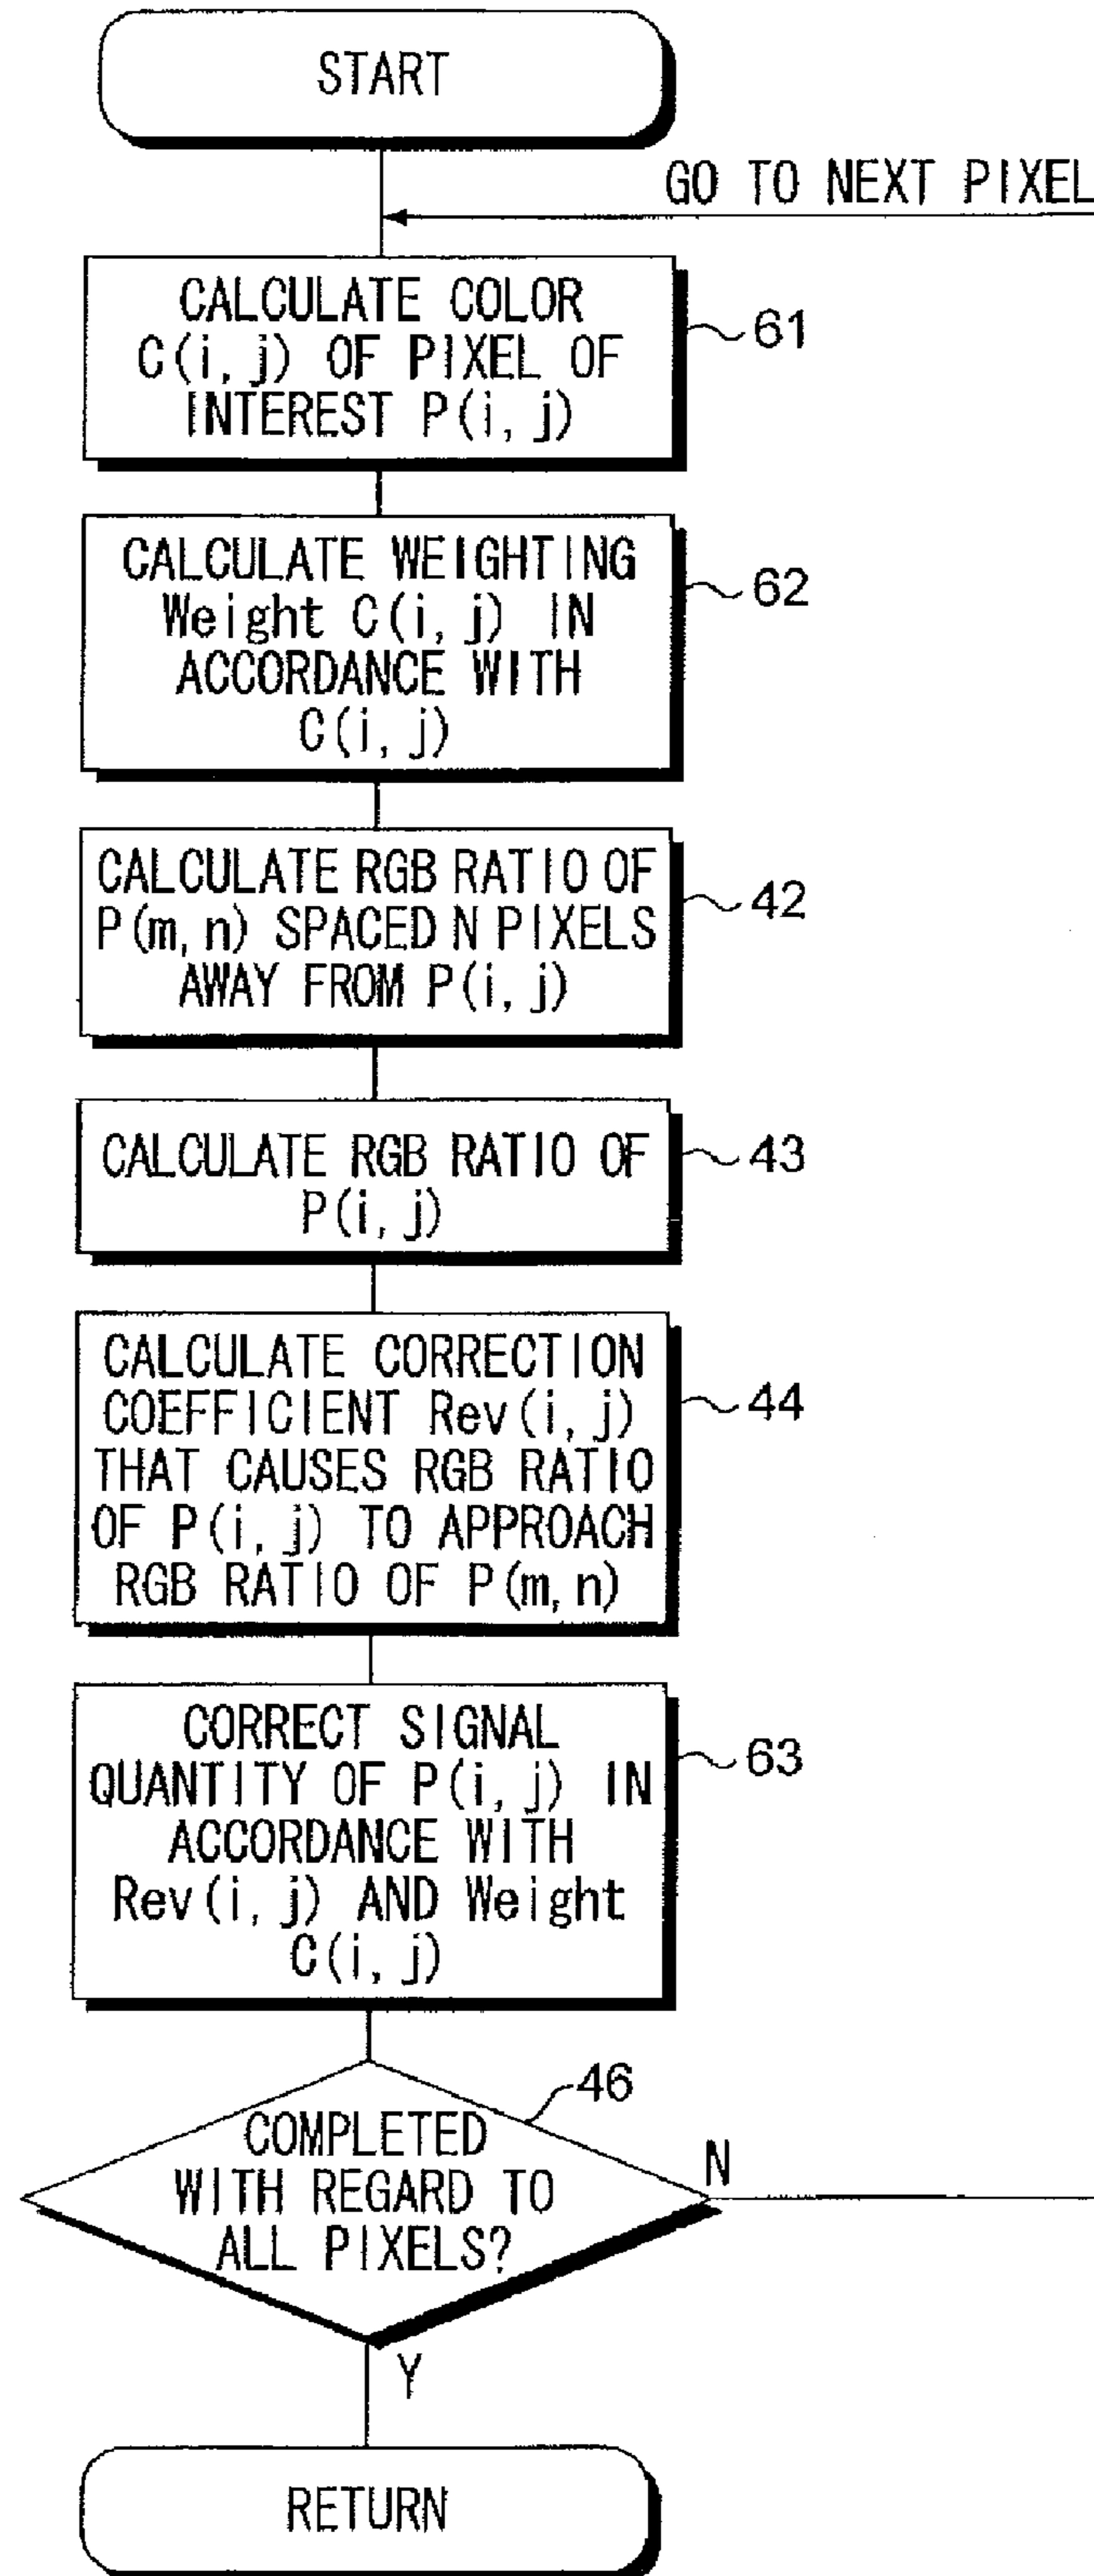 START
GO TO NEXT PIXEL
CALCULATE COLOR
C(i, j) OF PIXEL OF
INTEREST P(i, j)
61
CALCULATE WEIGHTING
Weight C(i, j) IN
ACCORDANCE WITH
C(i, j)
62
CALCULATE RGB RATIO OF
P(m, n) SPACED N PIXELS
AWAY FROM P(i, j)
42
CALCULATE RGB RATIO OF
P(i, j)
43
CALCULATE CORRECTION
COEFFICIENT Rev(i, j)
THAT CAUSES RGB RATIO
OF P(i, j) TO APPROACH
RGB RATIO OF P(m, n)
44
CORRECT SIGNAL
QUANTITY OF P(i, j) IN
ACCORDANCE WITH
Rev(i, j) AND Weight
C(i, j)
63
46
COMPLETED
WITH REGARD TO
ALL PIXELS?
N
Y
RETURN